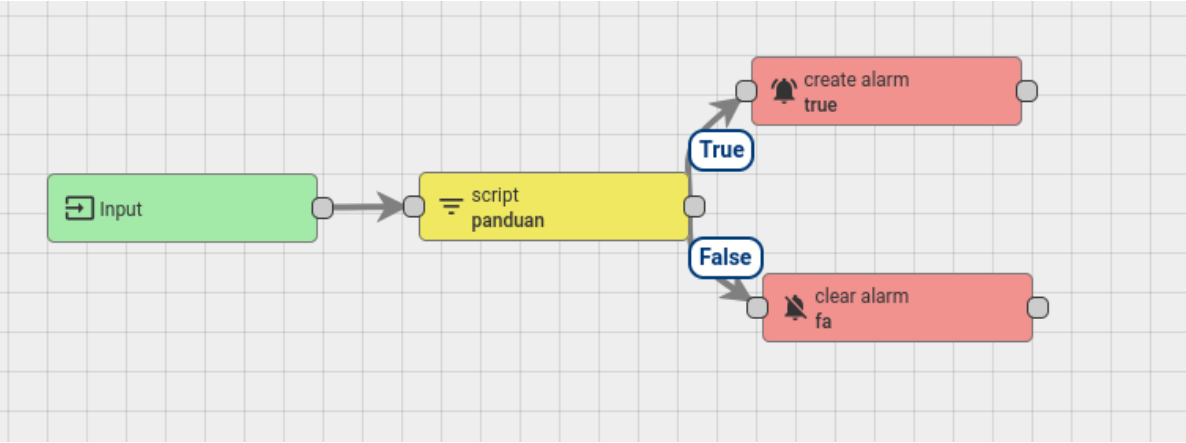 create alarm
true
True
Input
script
panduan
False
clear alarm
fa